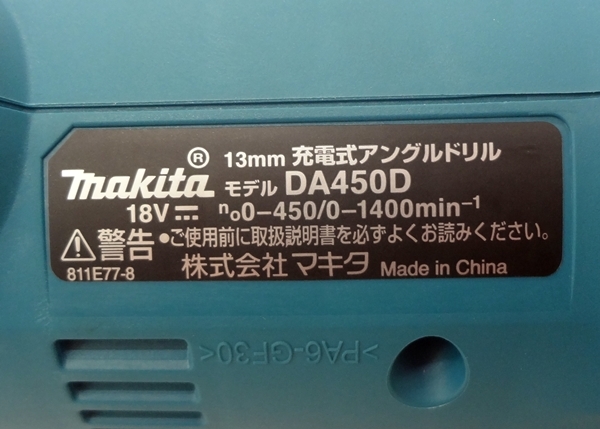 makita® 13mm 充電式アングルドリル
モデル DA450D
18V⎓ n₀0-450/0-1400min⁻¹
⚠警告 ●ご使用前に取扱説明書を必ずよくお読みください。
811E77-8 株式会社 マキタ Made in China
>PA6-GF30<